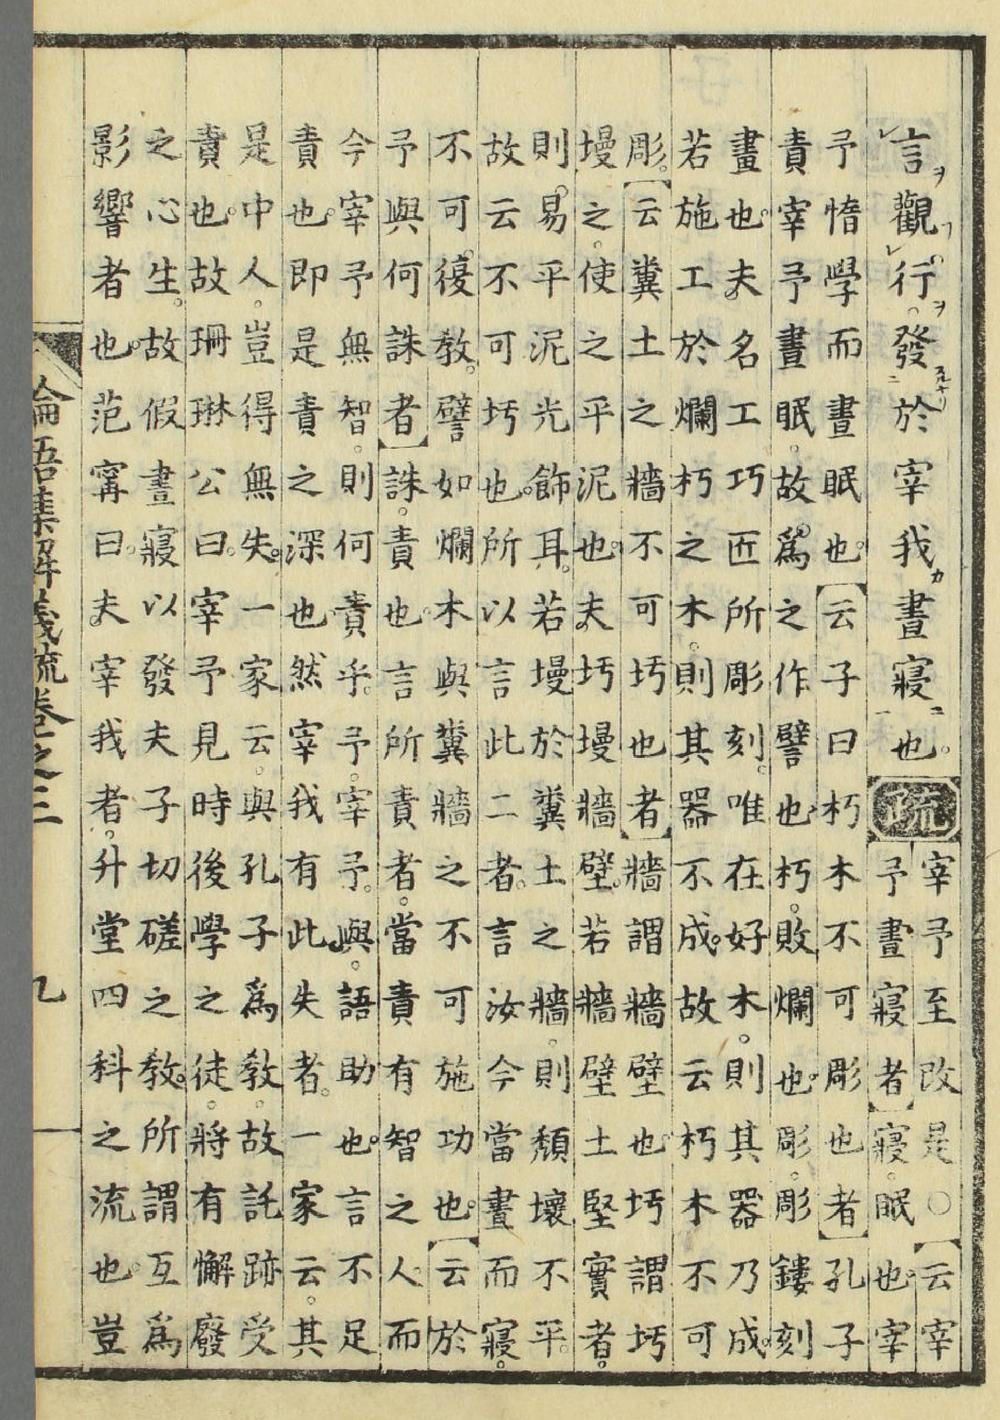 言ヲ觀フ行ヲ。發於宰我カ晝寢也。疏
宰予至改是○「云宰
予晝寢者」寢。眠也。宰
予惰學而晝眠也。「云子曰朽木不可彫也者」孔子
責宰予晝眠。故爲之作譬也。朽。敗爛也。彫。彫鏤刻
畫也。夫名工巧匠所彫刻。唯在好木。則其器乃成。
若施工於爛朽之木。則其器不成。故云朽木不可
彫。「云糞土之牆不可圬也者」牆謂牆壁也。圬謂圬
墁之。使之平泥也。夫圬墁牆壁。若牆壁土堅實者。
則易平泥光飾耳。若墁於糞土之牆。則頹壞不平。
故云不可圬也。所以言此二者。言汝今當晝而寢。
不可復教。譬如爛木與糞牆之不可施功也。「云於
予與何誅者」誅。責也。言所責者。當責有智之人。而
今宰予無智。則何責乎。予。宰予。與。語助也。言不足
責也。即是責之深也。然宰我有此失者。一家云。其
是中人。豈得無失。一家云。與孔子爲教。故託跡受
責也。故珊琳公曰。宰予見時後學之徒。將有懈廢
之心生。故假晝寢以發夫子切磋之教。所謂互爲
影響者也。范甯曰。夫宰我者。升堂四科之流也。豈
論語集解義疏卷之三　九